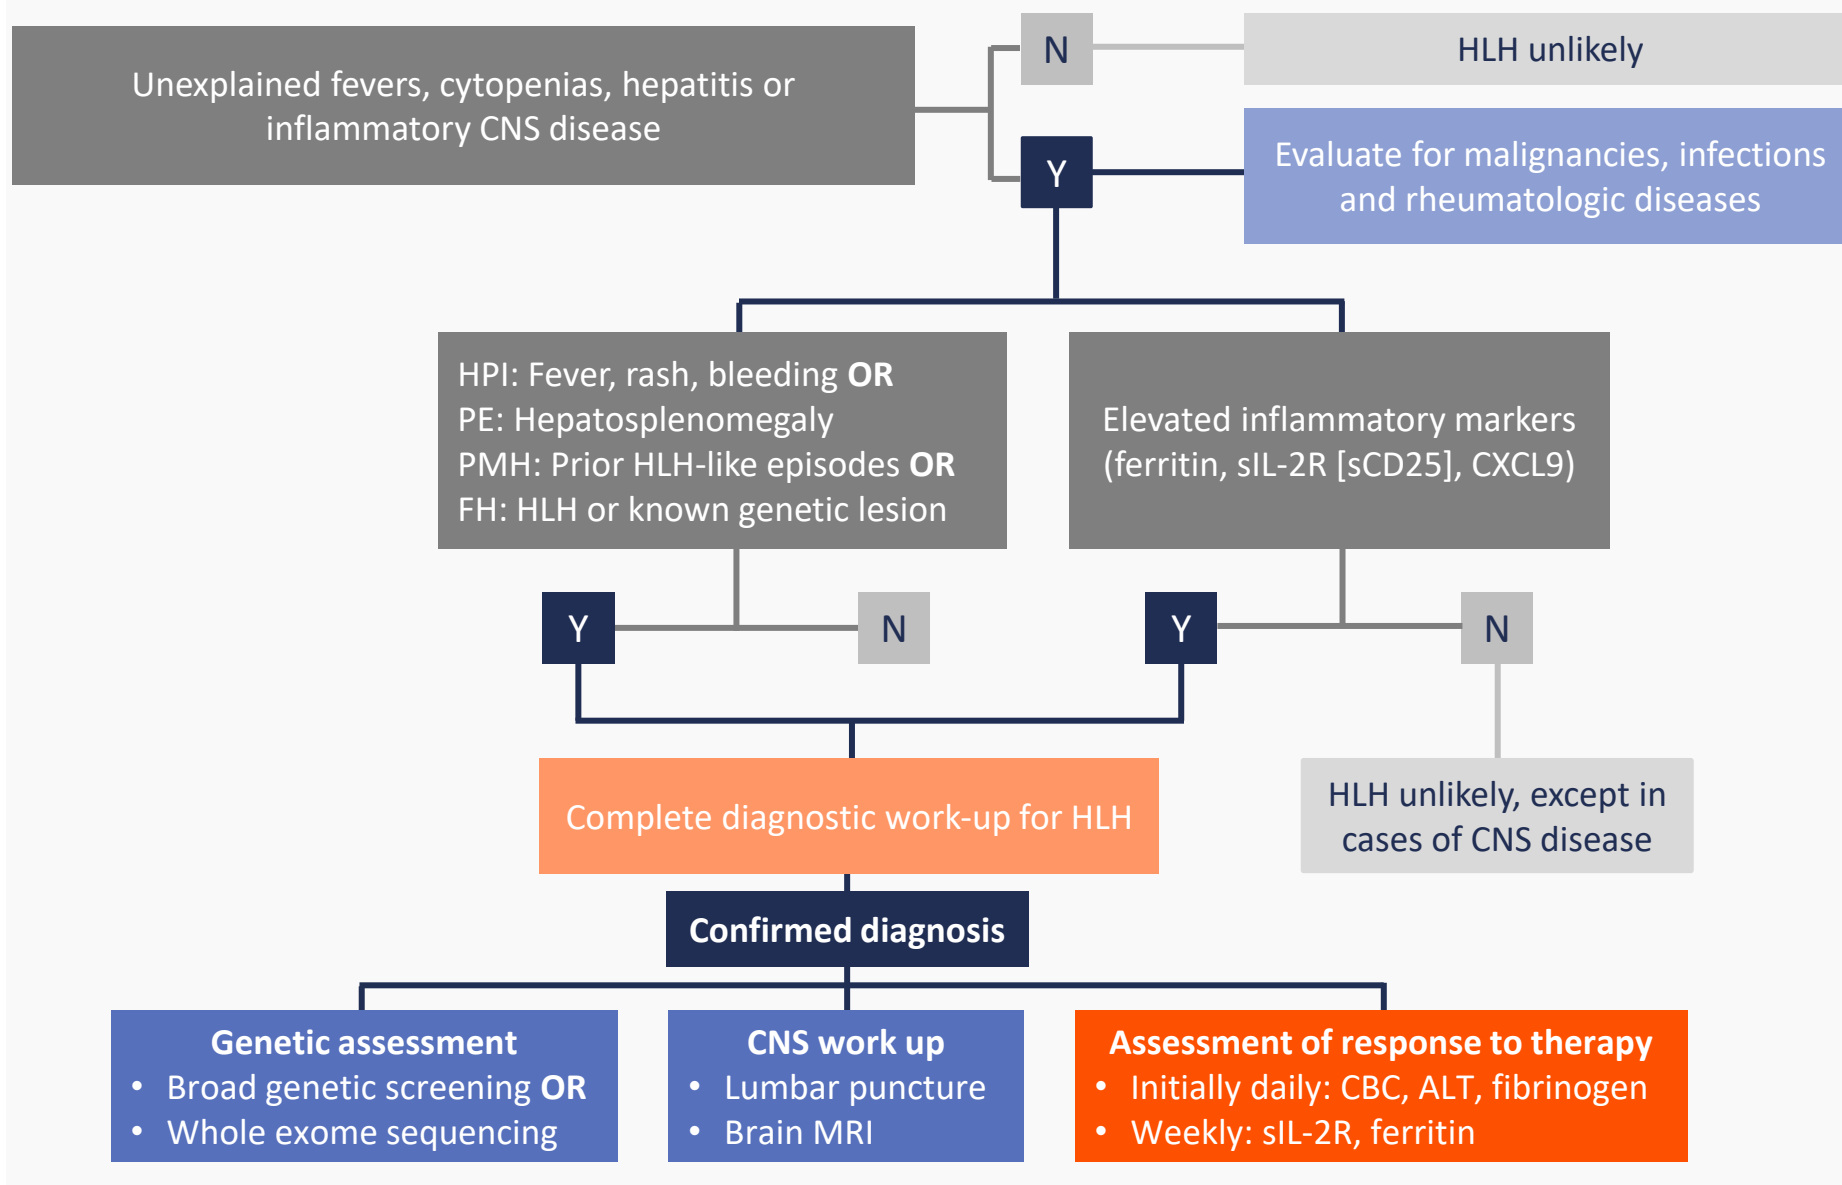 Unexplained fevers, cytopenias, hepatitis or
inflammatory CNS disease
N
HLH unlikely
Y
Evaluate for malignancies, infections
and rheumatologic diseases
HPI: Fever, rash, bleeding OR
PE: Hepatosplenomegaly
PMH: Prior HLH-like episodes OR
FH: HLH or known genetic lesion
Elevated inflammatory markers
(ferritin, sIL-2R [sCD25], CXCL9)
Y
N
Y
N
Complete diagnostic work-up for HLH
HLH unlikely, except in
cases of CNS disease
Confirmed diagnosis
Genetic assessment
• Broad genetic screening OR
• Whole exome sequencing
CNS work up
• Lumbar puncture
• Brain MRI
Assessment of response to therapy
• Initially daily: CBC, ALT, fibrinogen
• Weekly: sIL-2R, ferritin